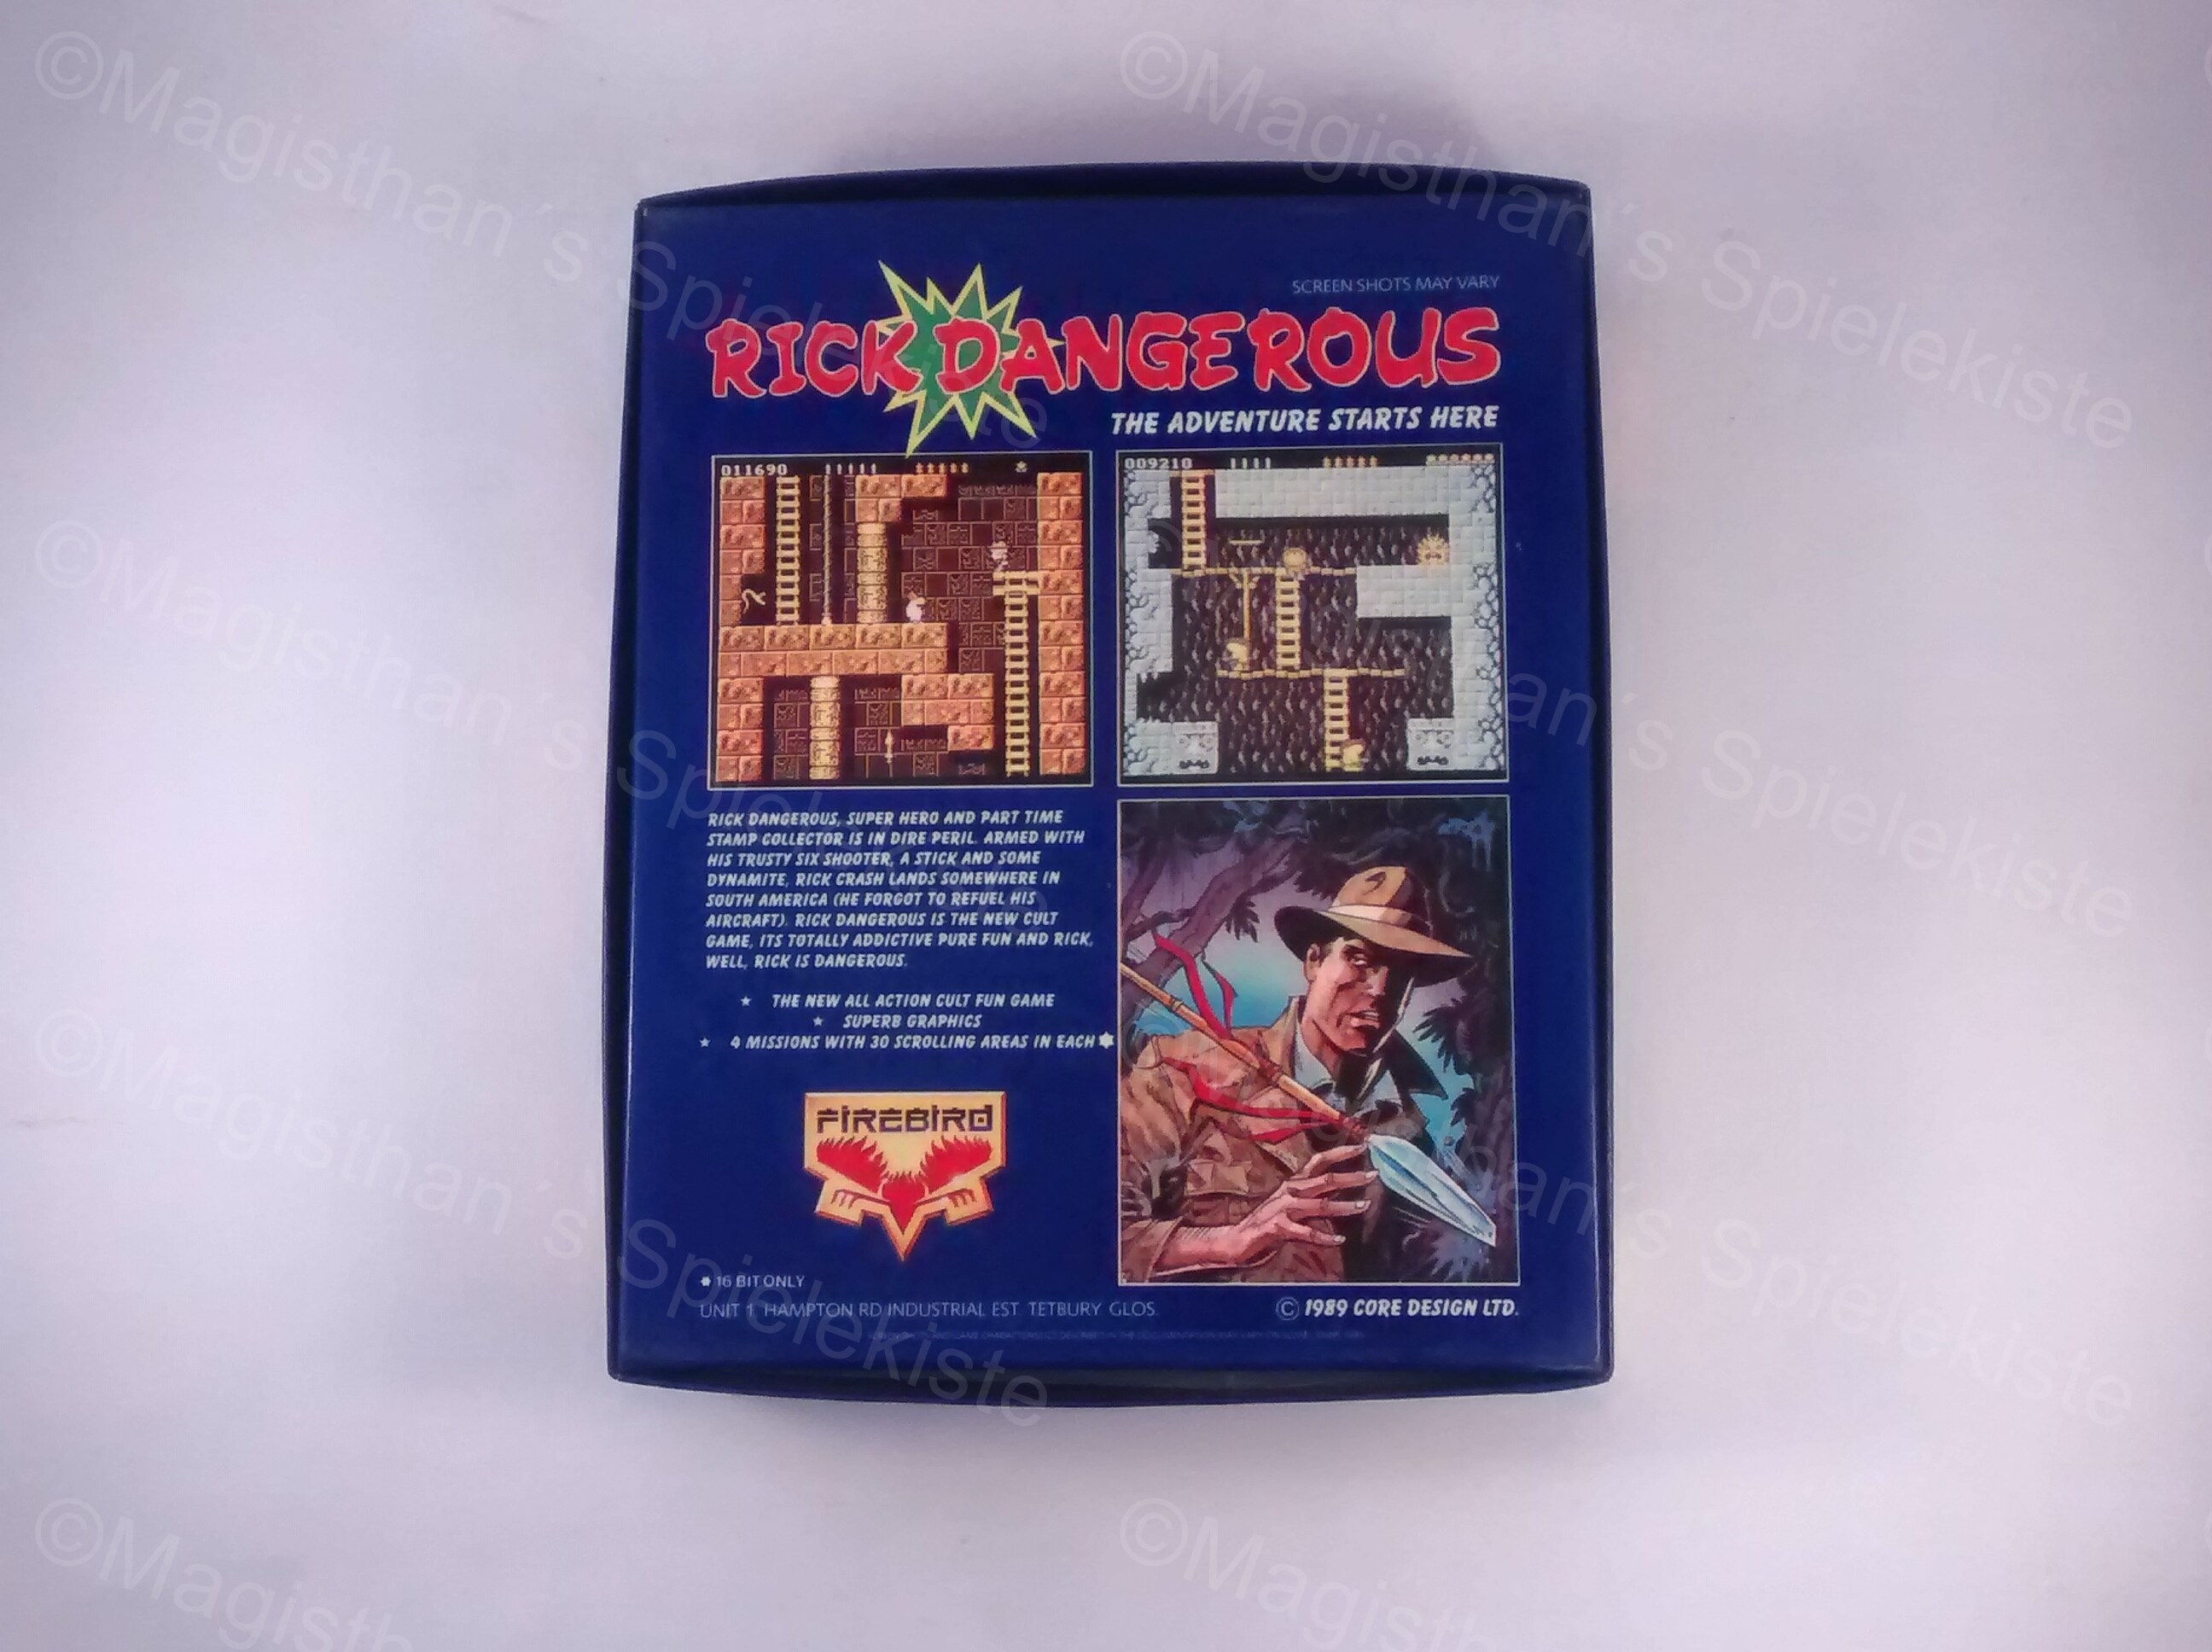 SCREEN SHOTS MAY VARY
RICK DANGEROUS
THE ADVENTURE STARTS HERE
011690
009210
RICK DANGEROUS, SUPER HERO AND PART TIME
STAMP COLLECTOR IS IN DIRE PERIL. ARMED WITH
HIS TRUSTY SIX SHOOTER, A STICK AND SOME
DYNAMITE, RICK CRASH LANDS SOMEWHERE IN
SOUTH AMERICA (HE FORGOT TO REFUEL HIS
AIRCRAFT). RICK DANGEROUS IS THE NEW CULT
GAME, ITS TOTALLY ADDICTIVE PURE FUN AND RICK,
WELL, RICK IS DANGEROUS.
★ THE NEW ALL ACTION CULT FUN GAME
★ SUPERB GRAPHICS
★ 4 MISSIONS WITH 30 SCROLLING AREAS IN EACH✱
FIREBIRD
✱ 16 BIT ONLY
UNIT 1 HAMPTON RD INDUSTRIAL EST TETBURY GLOS.
© 1989 CORE DESIGN LTD.
©Magisthan´s Spielekiste
©Magisthan´s Spielekiste
©Magisthan´s Spielekiste
©Magisthan´s Spielekiste
©Magisthan´s Spielekiste